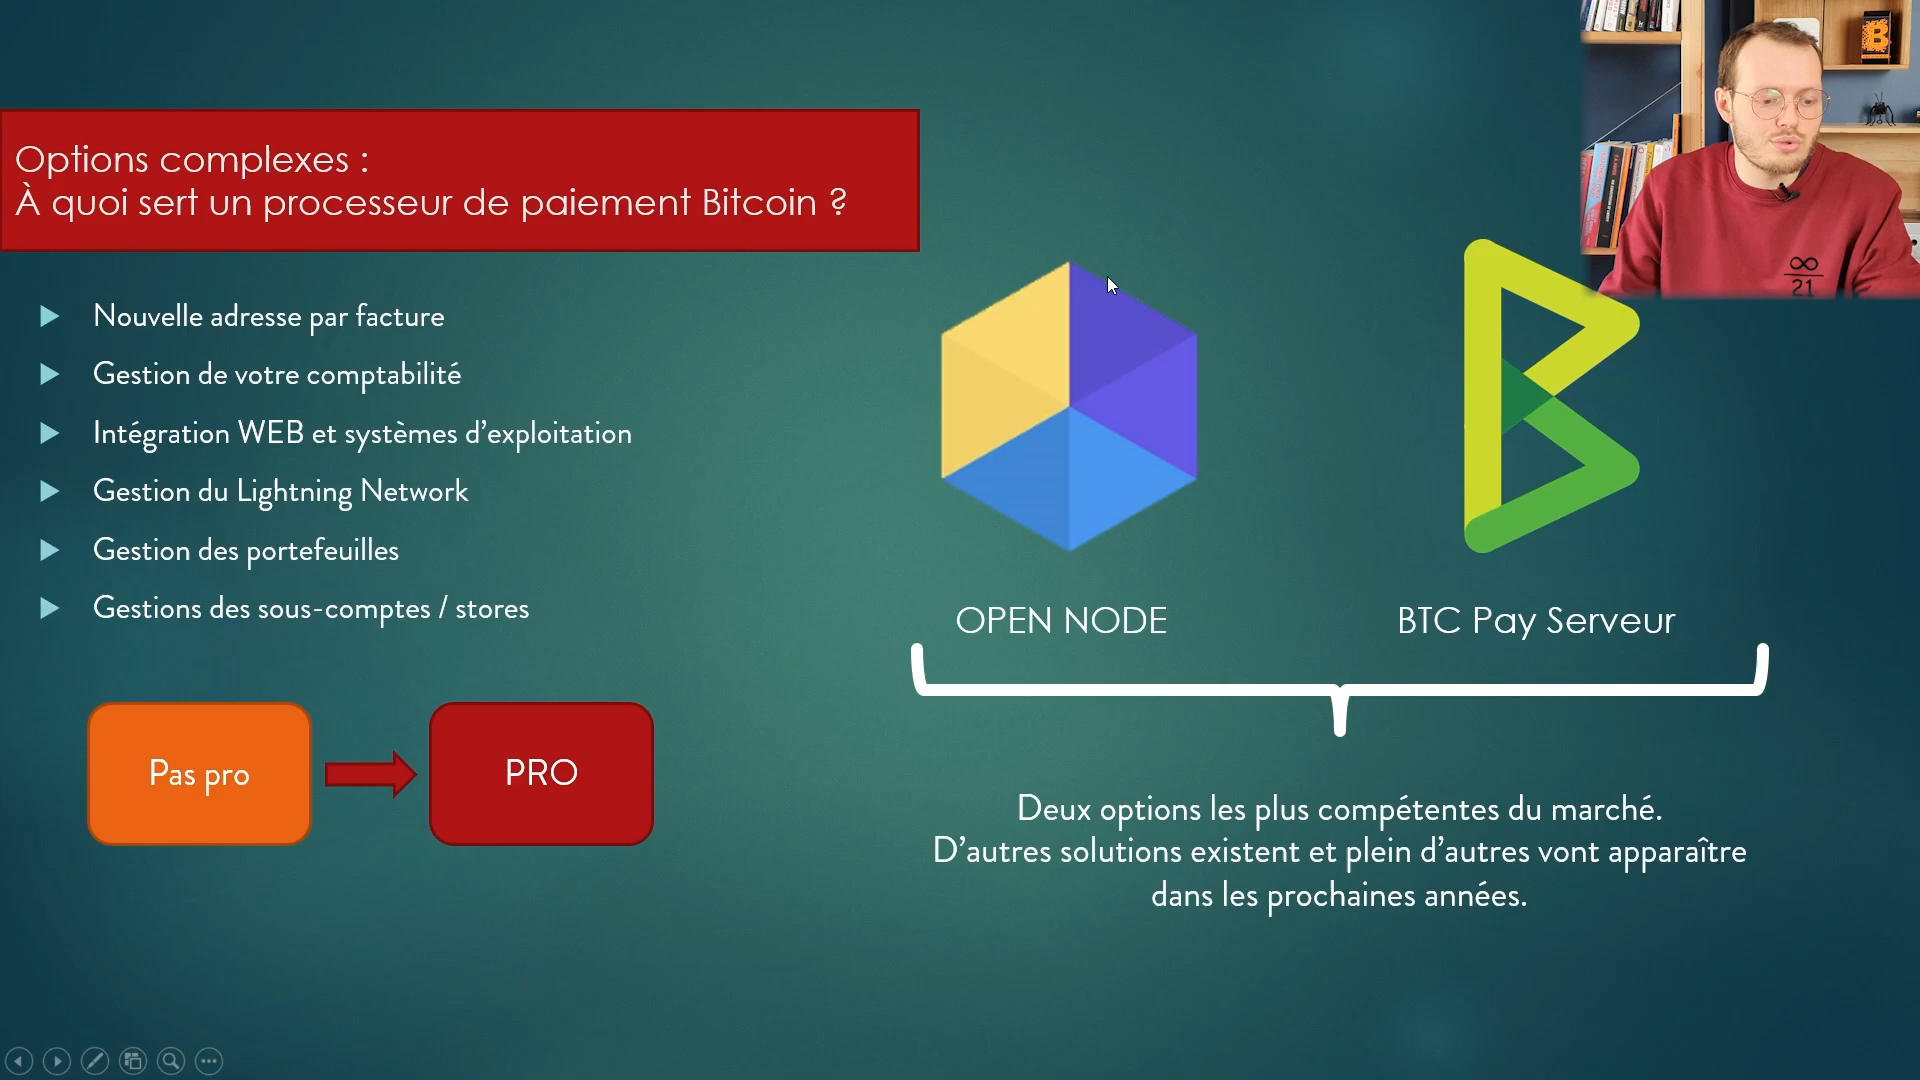 Options complexes :
À quoi sert un processeur de paiement Bitcoin ?
Nouvelle adresse par facture
Gestion de votre comptabilité
Intégration WEB et systèmes d’exploitation
Gestion du Lightning Network
Gestion des portefeuilles
Gestions des sous-comptes / stores
Pas pro
PRO
OPEN NODE
BTC Pay Serveur
Deux options les plus compétentes du marché.
D’autres solutions existent et plein d’autres vont apparaître
dans les prochaines années.
∞
21